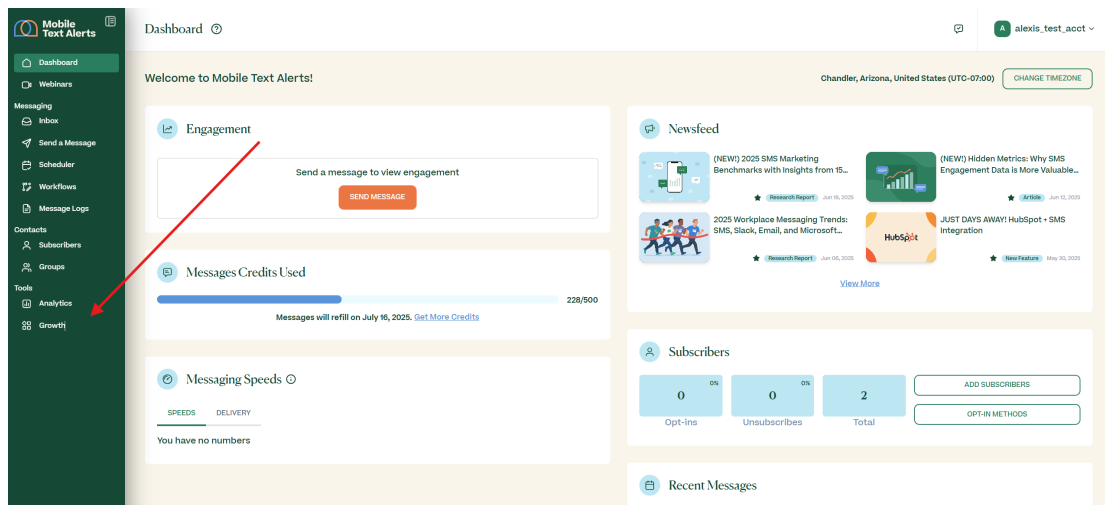 Mobile
Text Alerts
Dashboard
Webinars
Messaging
Inbox
Send a Message
Scheduler
Workflows
Message Logs
Contacts
Subscribers
Groups
Tools
Analytics
Growth
Dashboard
A alexis_test_acct
Welcome to Mobile Text Alerts!
Chandler, Arizona, United States (UTC-07:00) CHANGE TIMEZONE
Engagement
Send a message to view engagement
SEND MESSAGE
Messages Credits Used
228/500
Messages will refill on July 16, 2025. Get More Credits
Messaging Speeds
SPEEDS DELIVERY
You have no numbers
Newsfeed
(NEW!) 2025 SMS Marketing
Benchmarks with Insights from 15...
Research Report Jun 18, 2025
(NEW!) Hidden Metrics: Why SMS
Engagement Data is More Valuable...
Article Jun 12, 2025
2025 Workplace Messaging Trends:
SMS, Slack, Email, and Microsoft...
Research Report Jun 06, 2025
HubSpot
JUST DAYS AWAY! HubSpot + SMS
Integration
New Feature May 30, 2025
View More
Subscribers
0% 0%
0 0 2
Opt-ins Unsubscribes Total
ADD SUBSCRIBERS
OPT-IN METHODS
Recent Messages